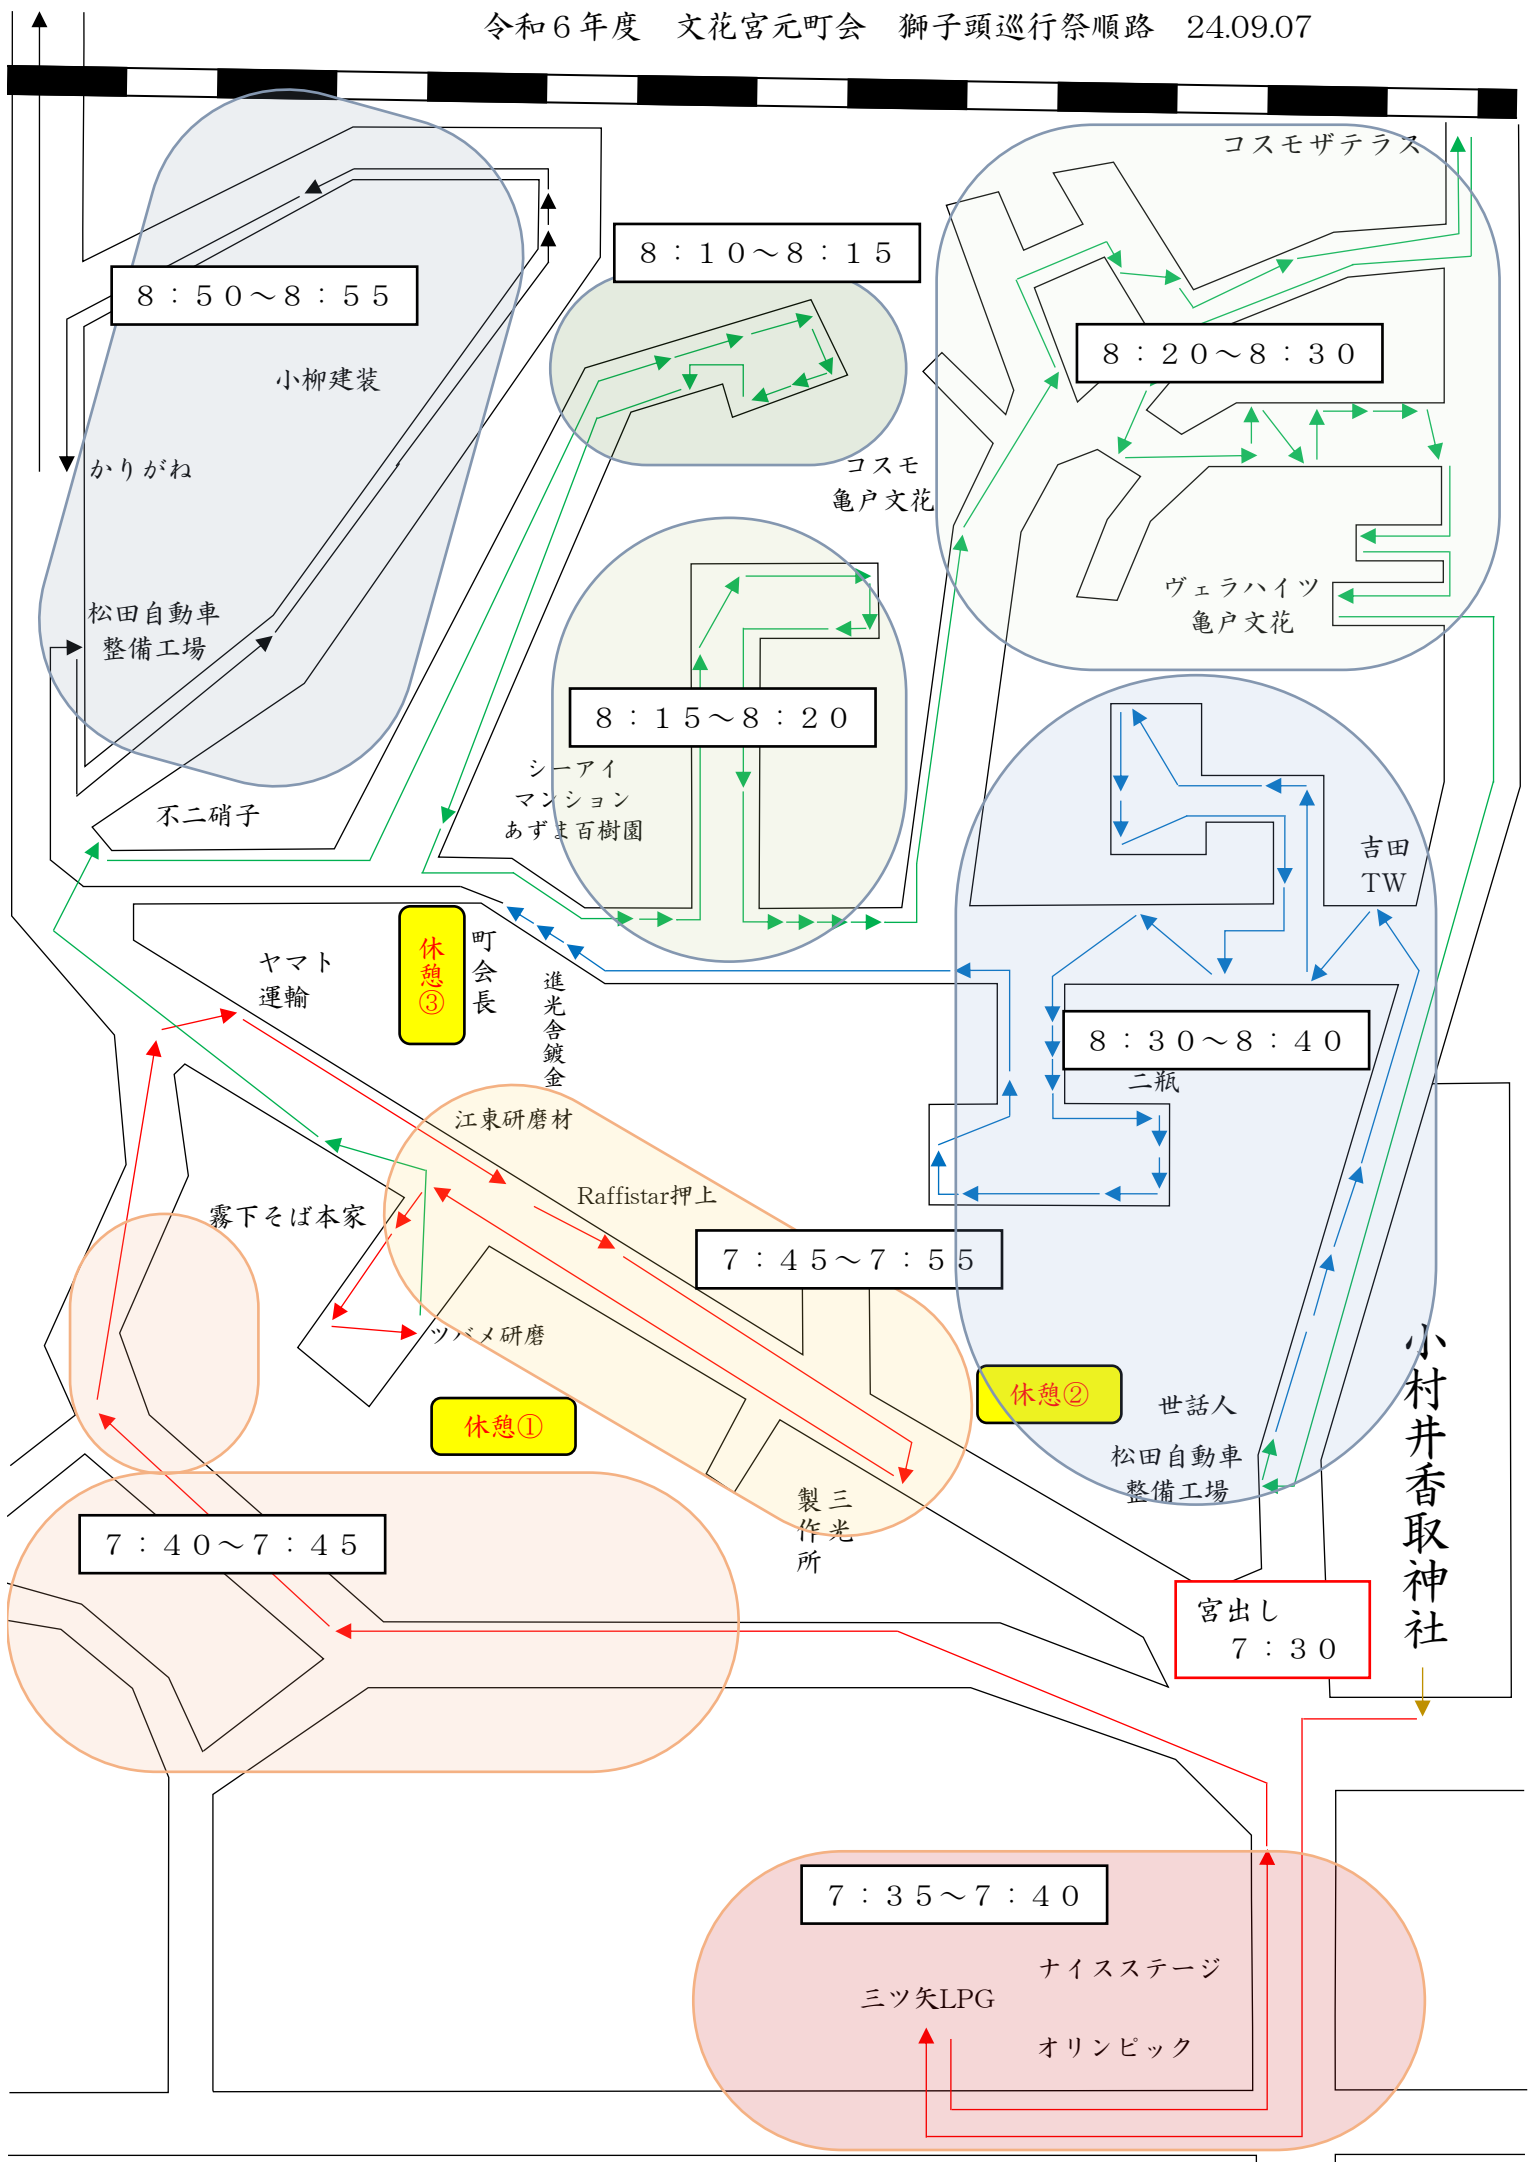 令和６年度　文花宮元町会　獅子頭巡行祭順路　24.09.07
コスモザテラス
８：１０～８：１５
８：５０～８：５５
８：２０～８：３０
小柳建装
かりがね
コスモ
亀戸文花
ヴェラハイツ
亀戸文花
松田自動車
整備工場
８：１５～８：２０
シーアイ
マンション
あずま百樹園
不二硝子
吉田
TW
休憩③
町会長
ヤマト
運輸
進光舎鍍金
８：３０～８：４０
二瓶
江東研磨材
Raffistar押上
霧下そば本家
７：４５～７：５５
ツバメ研磨
休憩①
休憩②
世話人
松田自動車
整備工場
小村井香取神社
三光
製作所
７：４０～７：４５
宮出し
７：３０
７：３５～７：４０
ナイスステージ
三ツ矢LPG
オリンピック